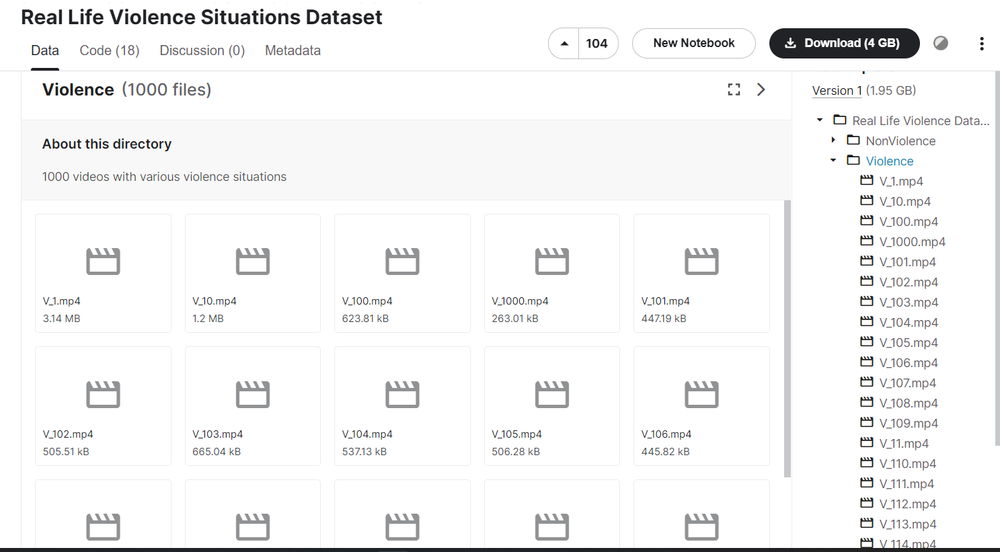 Real Life Violence Situations Dataset
Data Code (18) Discussion (0) Metadata
104 New Notebook Download (4 GB)
Violence (1000 files)
About this directory
1000 videos with various violence situations
V_1.mp4
3.14 MB
V_10.mp4
1.2 MB
V_100.mp4
623.81 kB
V_1000.mp4
263.01 kB
V_101.mp4
447.19 kB
V_102.mp4
505.51 kB
V_103.mp4
665.04 kB
V_104.mp4
537.13 kB
V_105.mp4
506.28 kB
V_106.mp4
445.82 kB
Version 1 (1.95 GB)
Real Life Violence Data...
NonViolence
Violence
V_1.mp4
V_10.mp4
V_100.mp4
V_1000.mp4
V_101.mp4
V_102.mp4
V_103.mp4
V_104.mp4
V_105.mp4
V_106.mp4
V_107.mp4
V_108.mp4
V_109.mp4
V_11.mp4
V_110.mp4
V_111.mp4
V_112.mp4
V_113.mp4
V_114.mp4